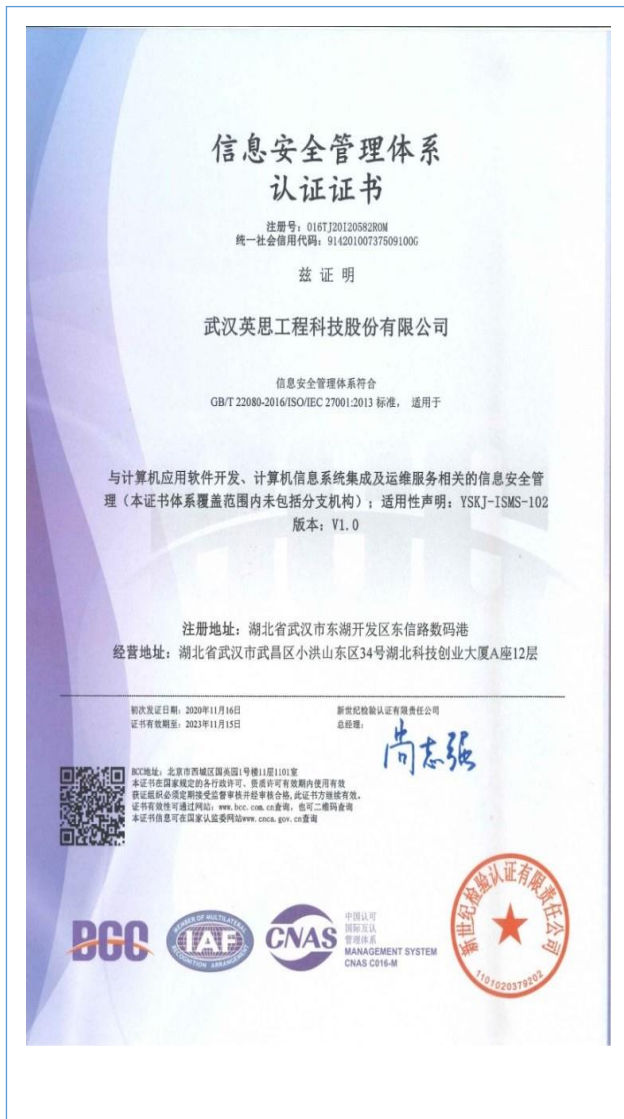 信息安全管理体系
认证证书
注册号：016TJ20I20582R0M
统一社会信用代码：91420100737509100G
兹证明
武汉英思工程科技股份有限公司
信息安全管理体系符合
GB/T 22080-2016/ISO/IEC 27001:2013 标准， 适用于
与计算机应用软件开发、计算机信息系统集成及运维服务相关的信息安全管
理（本证书体系覆盖范围内未包括分支机构）；适用性声明：YSKJ-ISMS-102
版本：V1.0
注册地址：湖北省武汉市东湖开发区东信路数码港
经营地址：湖北省武汉市武昌区小洪山东区34号湖北科技创业大厦A座12层
初次发证日期：2020年11月16日
证书有效期至：2023年11月15日
新世纪检验认证有限责任公司
总经理：
尚志强
BCC地址：北京市西城区国英园1号楼11层1101室
本证书在国家规定的各行政许可、资质许可有效期内使用有效
获证组织必须定期接受监督审核并经审核合格,此证书方继续有效。
证书有效性可通过网站：www.bcc.com.cn查询，也可二维码查询
本证书信息可在国家认监委网站www.cnca.gov.cn查询
BCC
MEMBER OF MULTILATERAL
IAF
RECOGNITION ARRANGEMENT
CNAS
中国认可
国际互认
管理体系
MANAGEMENT SYSTEM
CNAS C016-M
新世纪检验认证有限责任公司
1101020379202